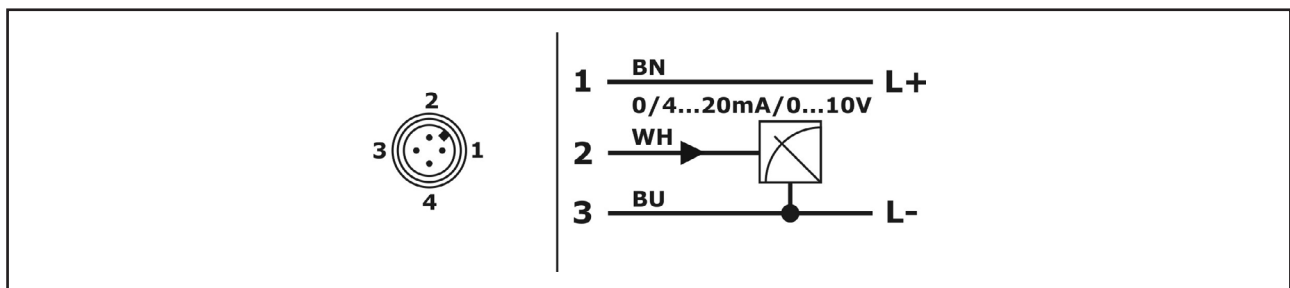 2
3 1
4
1 BN L+
0/4...20mA/0...10V
2 WH
3 BU L-